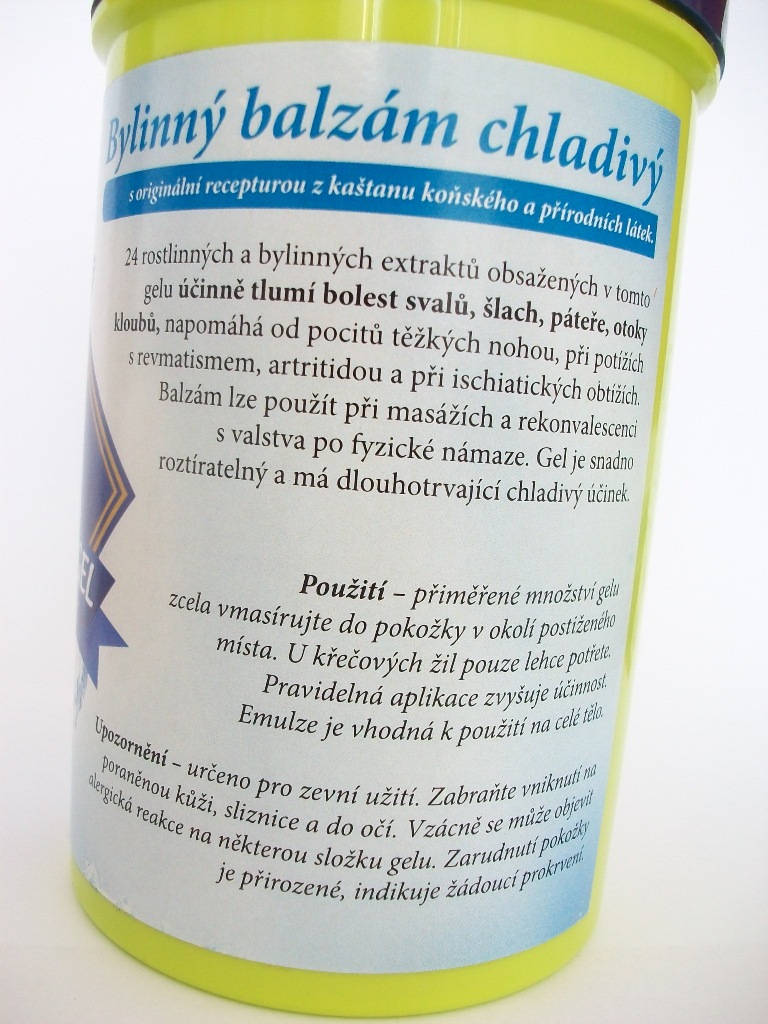 Bylinný balzám chladivý
s originální recepturou z kaštanu koňského a přírodních látek.
24 rostlinných a bylinných extraktů obsažených v tomto
gelu účinně tlumí bolest svalů, šlach, páteře, otoky
kloubů, napomáhá od pocitů těžkých nohou, při potížích
s revmatismem, artritidou a při ischiatických obtížích.
Balzám lze použít při masážích a rekonvalescenci
s valstva po fyzické námaze. Gel je snadno
roztíratelný a má dlouhotrvající chladivý účinek.
EL
Použití – přiměřené množství gelu
zcela vmasírujte do pokožky v okolí postiženého
místa. U křečových žil pouze lehce potřete.
Pravidelná aplikace zvyšuje účinnost.
Emulze je vhodná k použití na celé tělo.
Upozornění – určeno pro zevní užití. Zabraňte vniknutí na
poraněnou kůži, sliznice a do očí. Vzácně se může objevit
alergická reakce na některou složku gelu. Zarudnutí pokožky
je přirozené, indikuje žádoucí prokrvení.